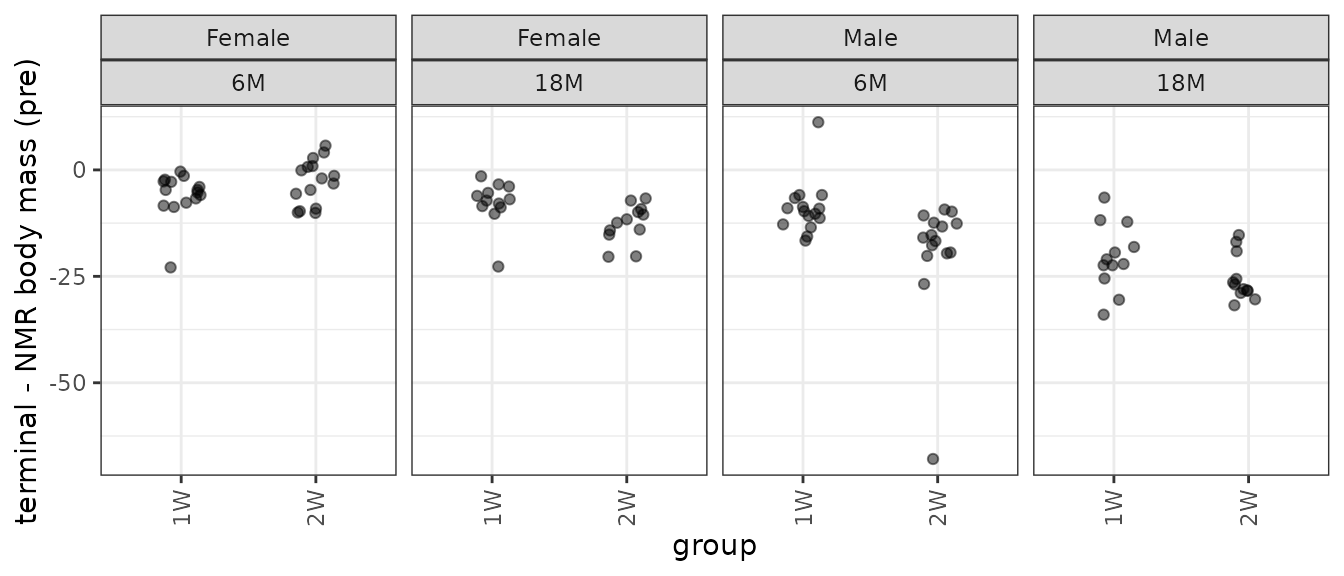 Female Female Male Male
6M 18M 6M 18M
terminal - NMR body mass (pre)
0
-25
-50
1W 2W 1W 2W 1W 2W 1W 2W
group